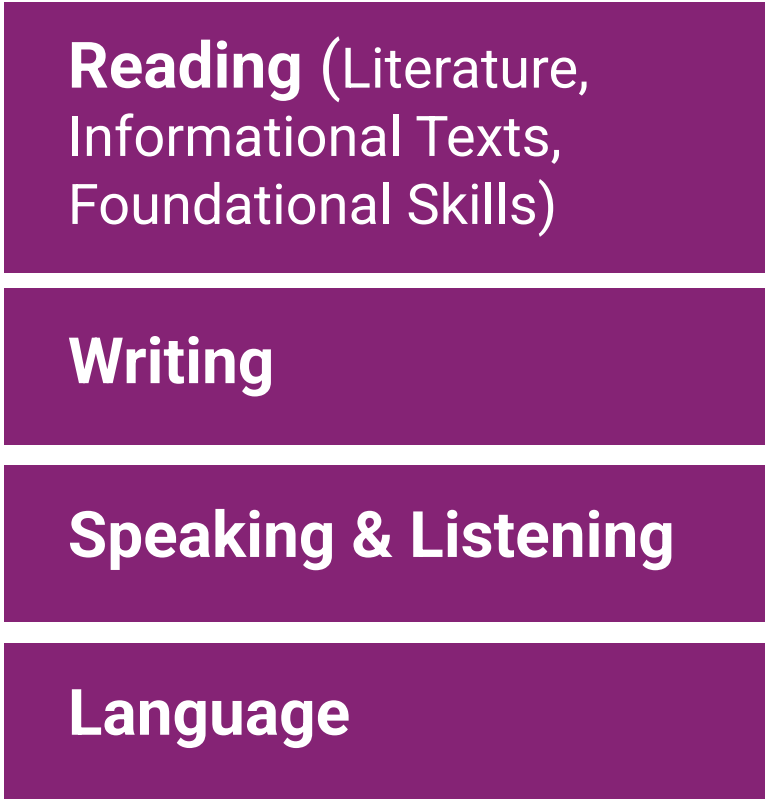 Reading (Literature,
Informational Texts,
Foundational Skills)
Writing
Speaking & Listening
Language